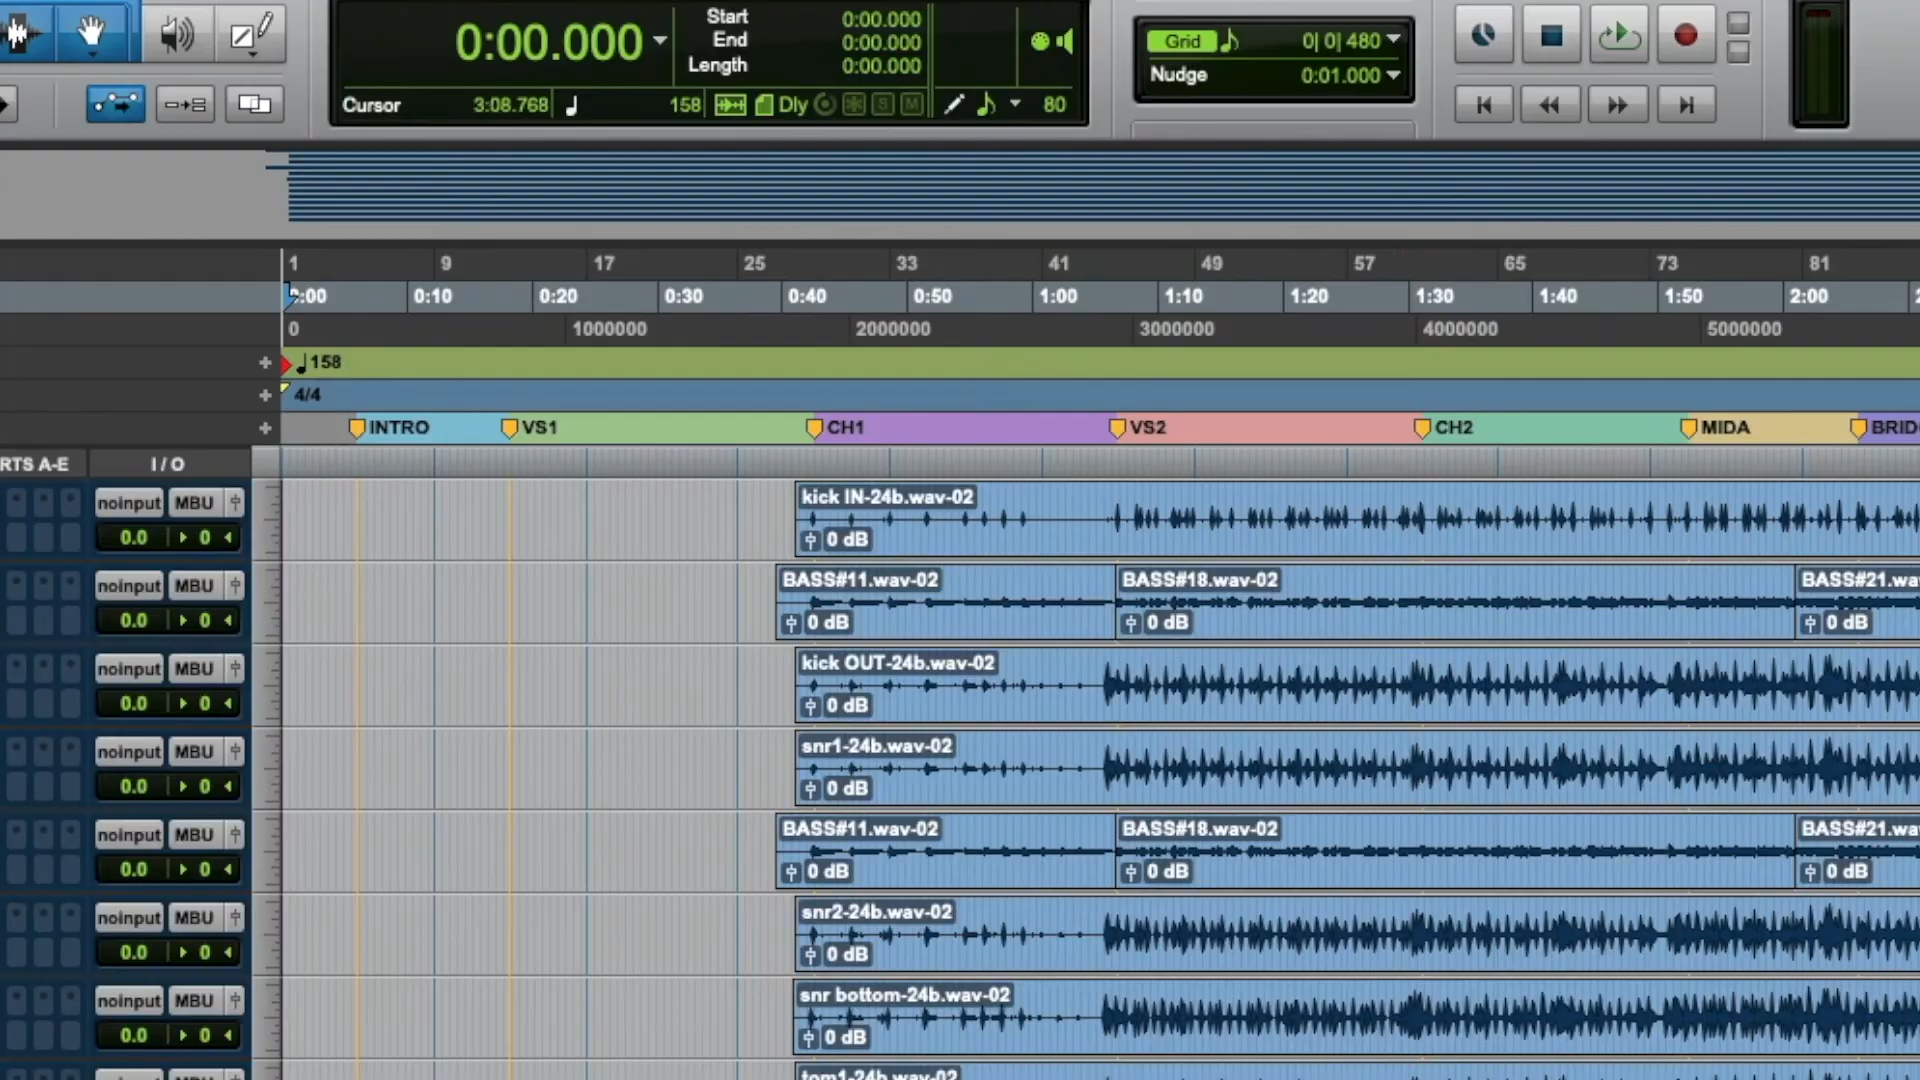 0:00.000
Start 0:00.000
End 0:00.000
Length 0:00.000
Cursor 3:08.768 158 Dly S M 80
Grid 0| 0| 480
Nudge 0:01.000
1 9 17 25 33 41 49 57 65 73 81
:00 0:10 0:20 0:30 0:40 0:50 1:00 1:10 1:20 1:30 1:40 1:50 2:00
0 1000000 2000000 3000000 4000000 5000000
+ 158
+ 4/4
+ INTRO VS1 CH1 VS2 CH2 MIDA BRID
RTS A-E I / O
noinput MBU kick IN-24b.wav-02
0.0 0 0 dB
noinput MBU BASS#11.wav-02 BASS#18.wav-02 BASS#21.wav
0.0 0 0 dB 0 dB 0 dB
noinput MBU kick OUT-24b.wav-02
0.0 0 0 dB
noinput MBU snr1-24b.wav-02
0.0 0 0 dB
noinput MBU BASS#11.wav-02 BASS#18.wav-02 BASS#21.wav
0.0 0 0 dB 0 dB 0 dB
noinput MBU snr2-24b.wav-02
0.0 0 0 dB
noinput MBU snr bottom-24b.wav-02
0.0 0 0 dB
tom1-24b.wav-02